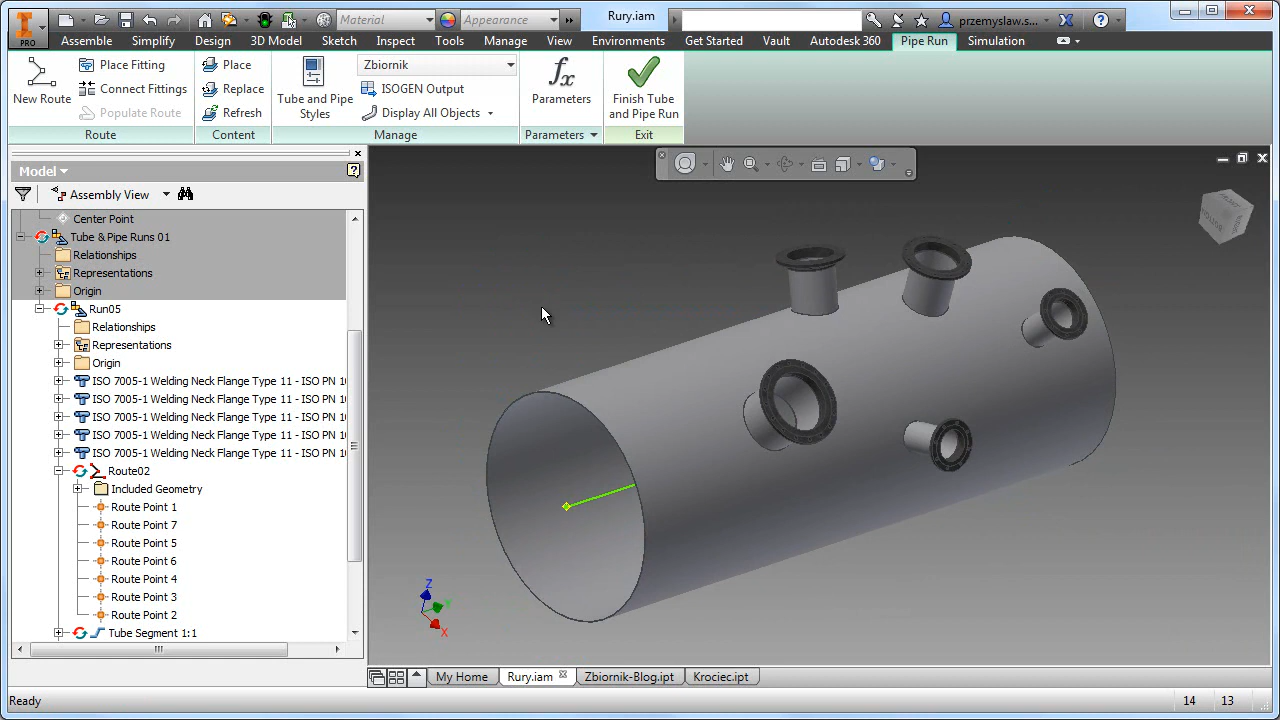 PRO
Material
Appearance
Rury.iam
przemyslaw.s...
Assemble Simplify Design 3D Model Sketch Inspect Tools Manage View Environments Get Started Vault Autodesk 360 Pipe Run Simulation
New Route
Place Fitting
Connect Fittings
Populate Route
Route
Place
Replace
Refresh
Content
Tube and Pipe
Styles
Zbiornik
ISOGEN Output
Display All Objects
Manage
fx
Parameters
Parameters
Finish Tube
and Pipe Run
Exit
Model
Assembly View
Center Point
Tube & Pipe Runs 01
Relationships
Representations
Origin
Run05
Relationships
Representations
Origin
ISO 7005-1 Welding Neck Flange Type 11 - ISO PN 1
ISO 7005-1 Welding Neck Flange Type 11 - ISO PN 1
ISO 7005-1 Welding Neck Flange Type 11 - ISO PN 1
ISO 7005-1 Welding Neck Flange Type 11 - ISO PN 1
ISO 7005-1 Welding Neck Flange Type 11 - ISO PN 1
Route02
Included Geometry
Route Point 1
Route Point 7
Route Point 5
Route Point 6
Route Point 4
Route Point 3
Route Point 2
Tube Segment 1:1
Z
X
My Home Rury.iam Zbiornik-Blog.ipt Krociec.ipt
Ready
14 13